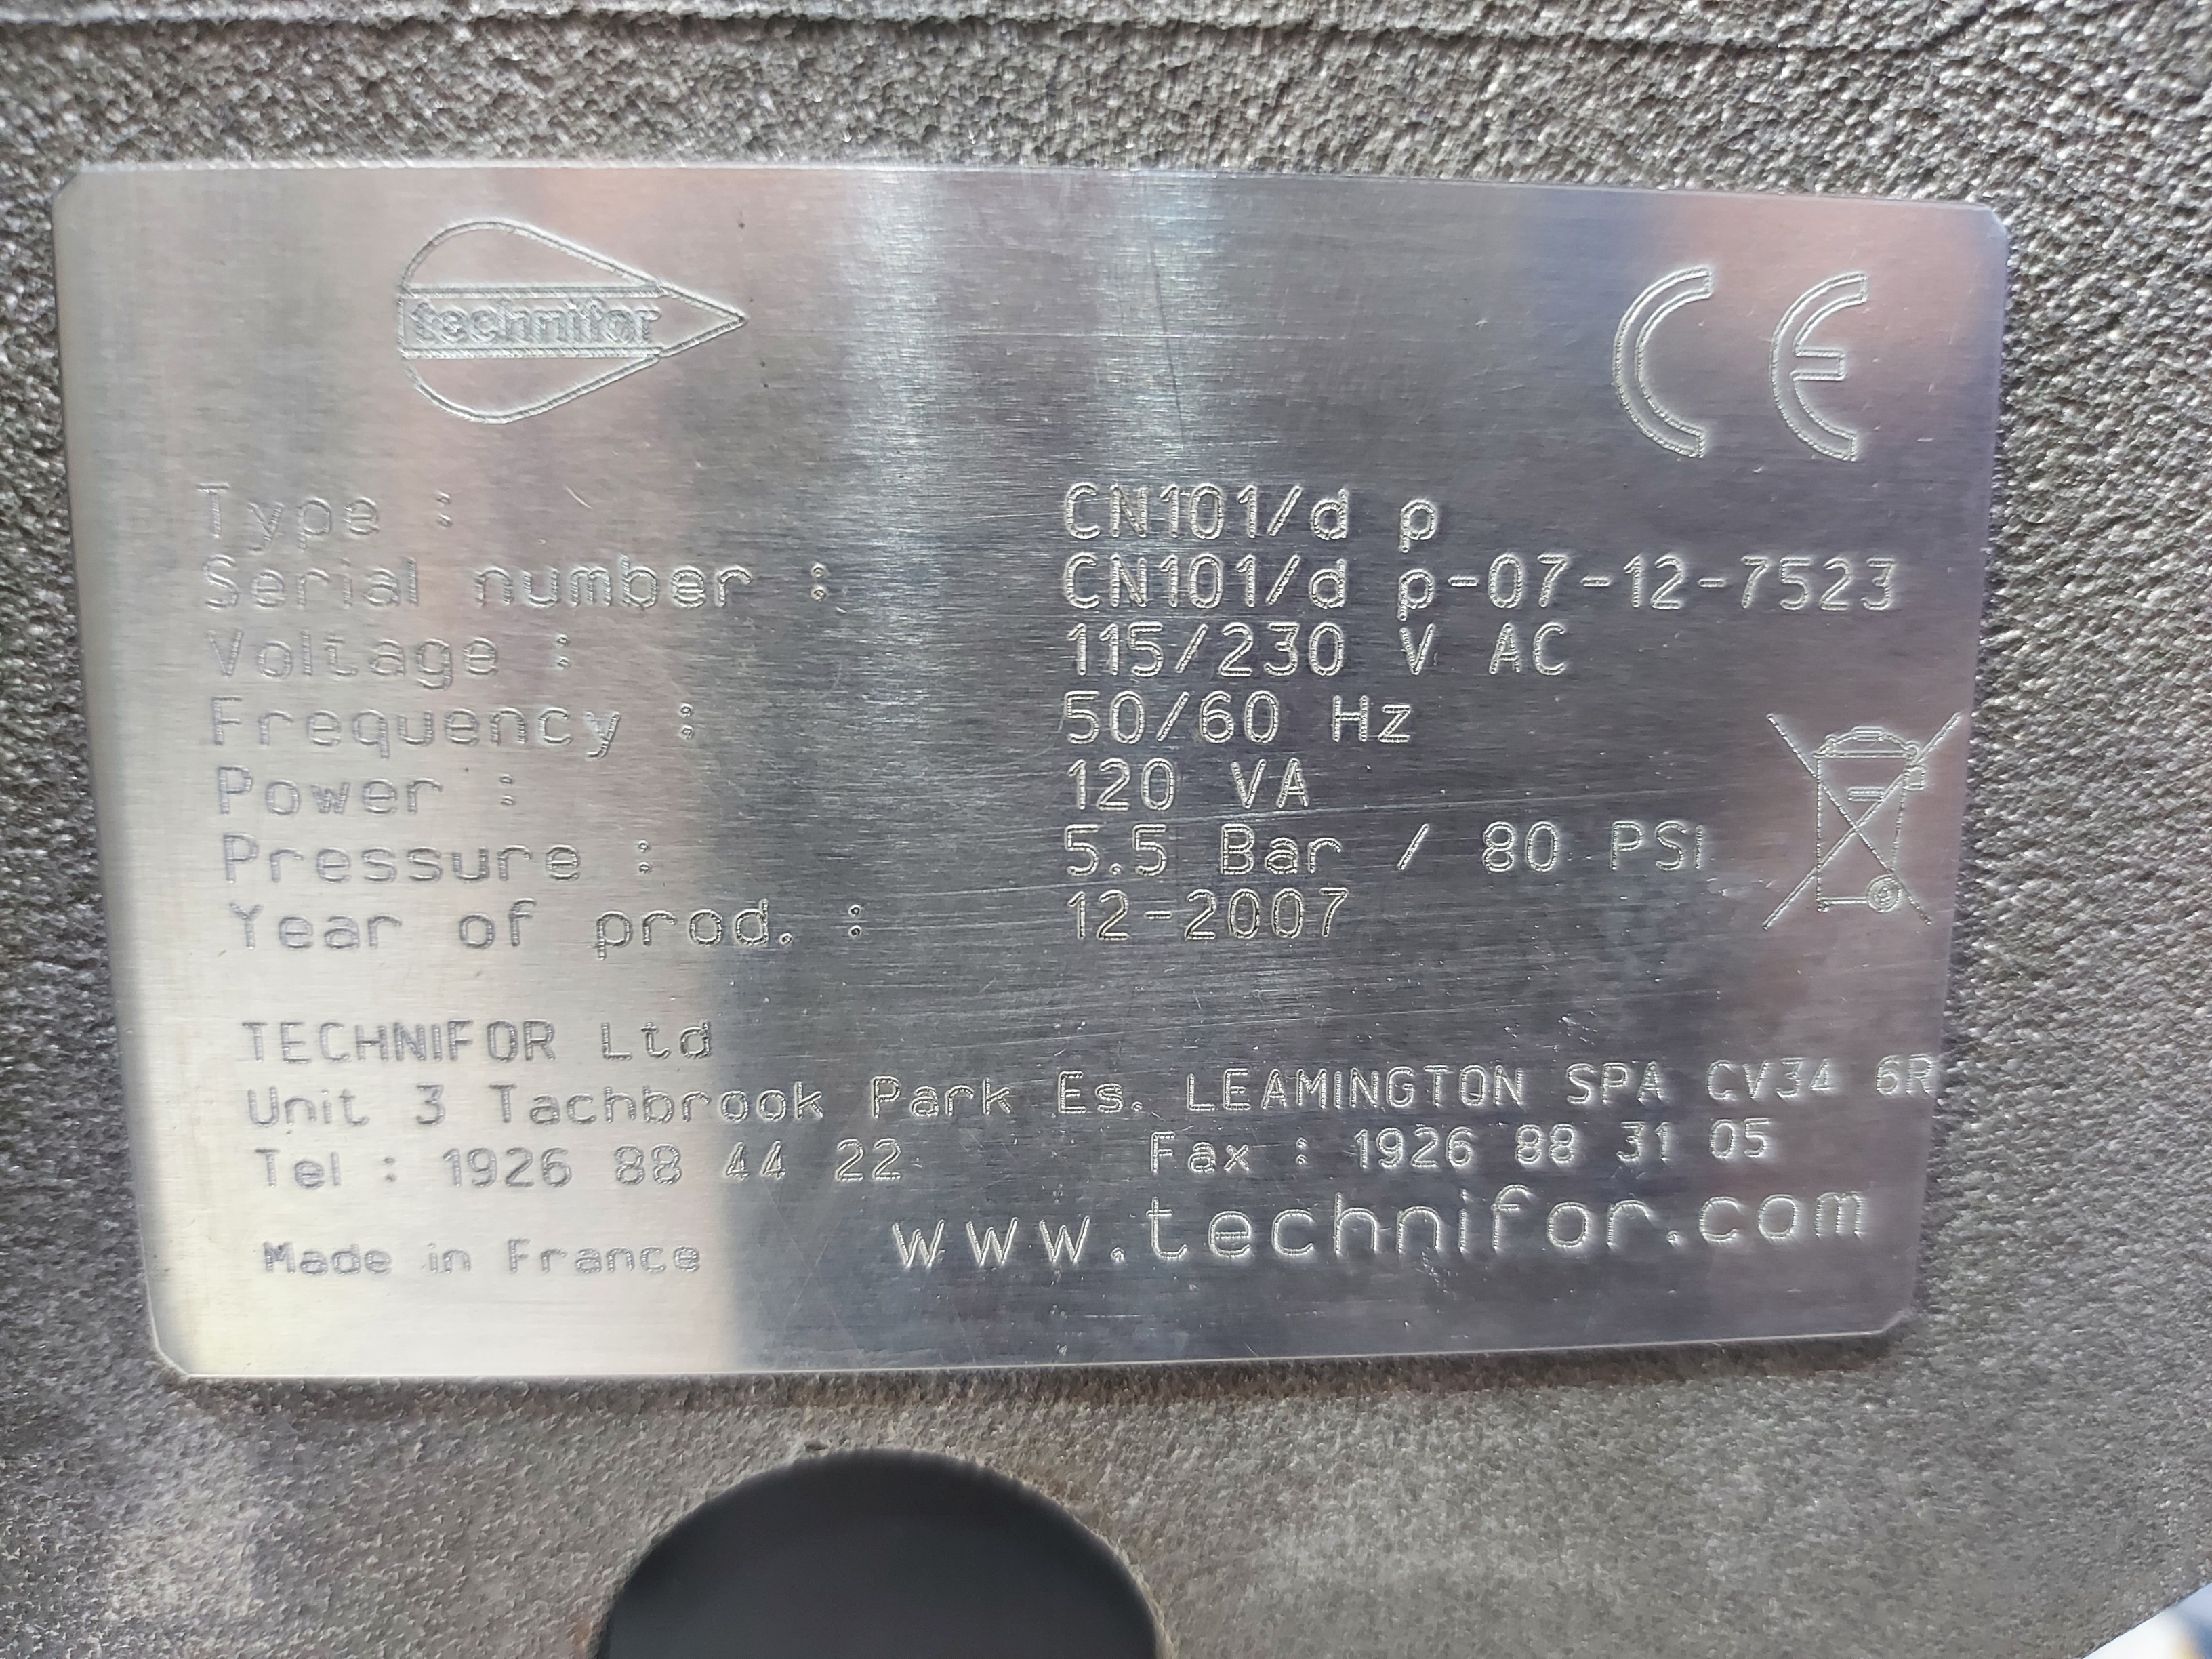 technifor
CE
Type : CN101/d p
Serial number : CN101/d p-07-12-7523
Voltage : 115/230 V AC
Frequency : 50/60 Hz
Power : 120 VA
Pressure : 5.5 Bar / 80 PSI
Year of prod. : 12-2007
TECHNIFOR Ltd
Unit 3 Tachbrook Park Es. LEAMINGTON SPA CV34 6R
Tel : 1926 88 44 22 Fax : 1926 88 31 05
www.technifor.com
Made in France